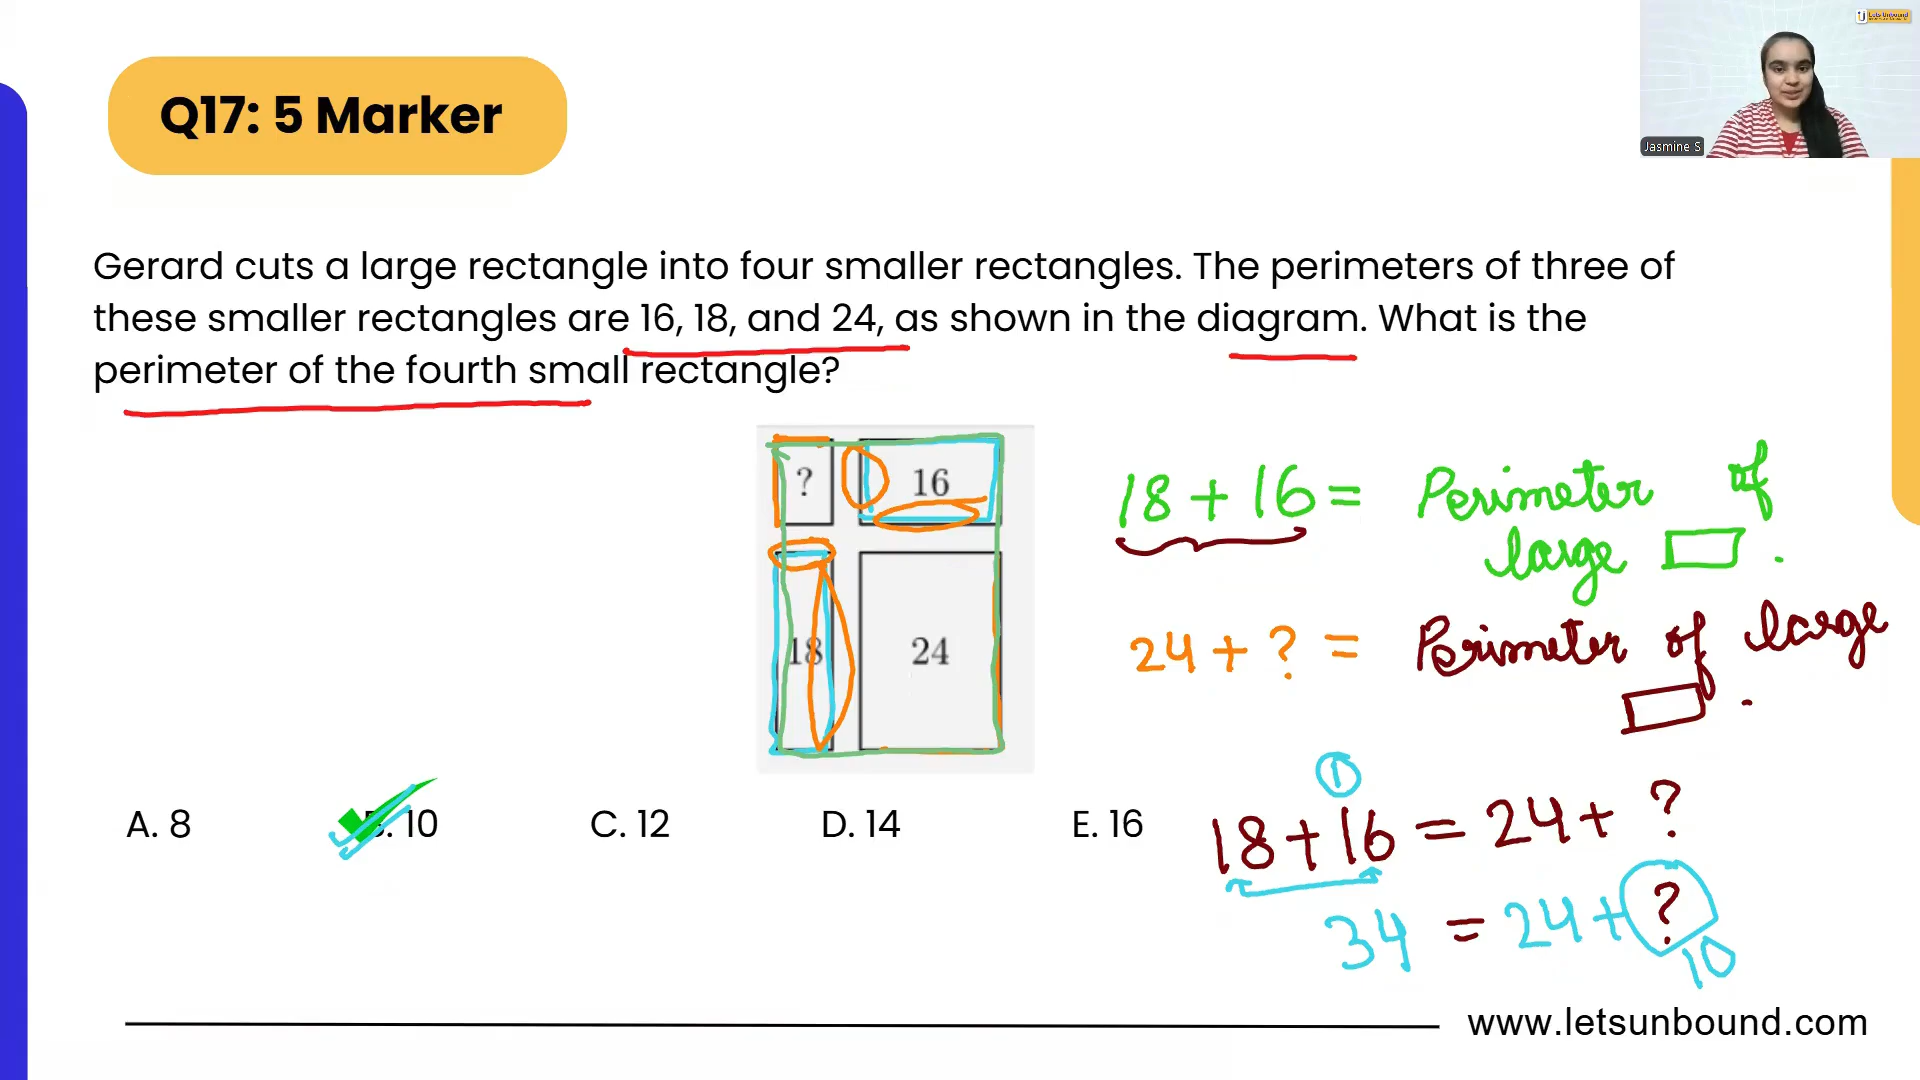 Lets Unbound
Jasmine S
Q17: 5 Marker
Gerard cuts a large rectangle into four smaller rectangles. The perimeters of three of
these smaller rectangles are 16, 18, and 24, as shown in the diagram. What is the
perimeter of the fourth small rectangle?
? 16
18 24
18 + 16 = Perimeter of
large .
24 + ? = Perimeter of large
.
A. 8 B. 10 C. 12 D. 14 E. 16
1
18 + 16 = 24 + ?
34 = 24 + ?
10
www.letsunbound.com